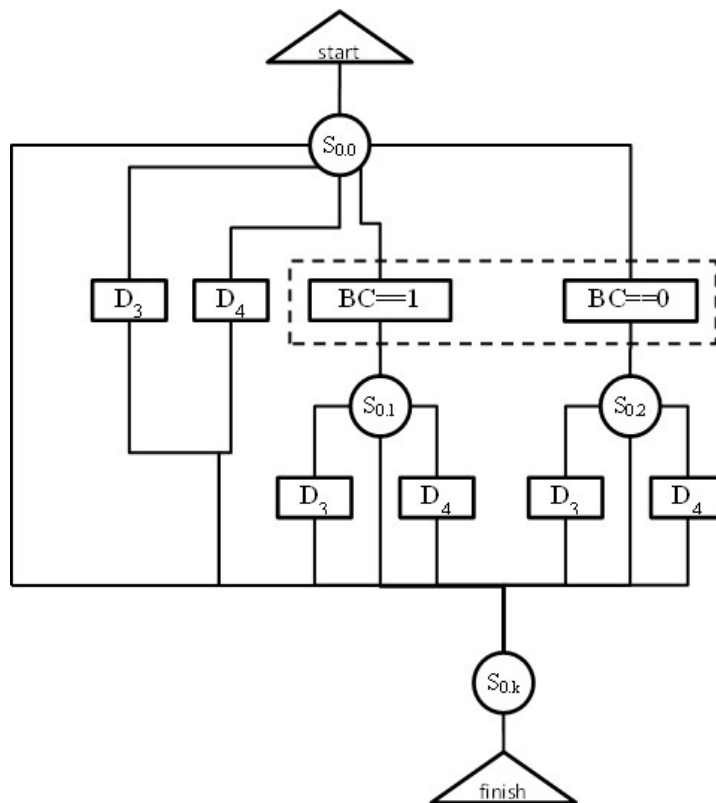 start
S0.0
D3
D4
BC==1
BC==0
S0.1
S0.2
D3
D4
D3
D4
S0.k
finish